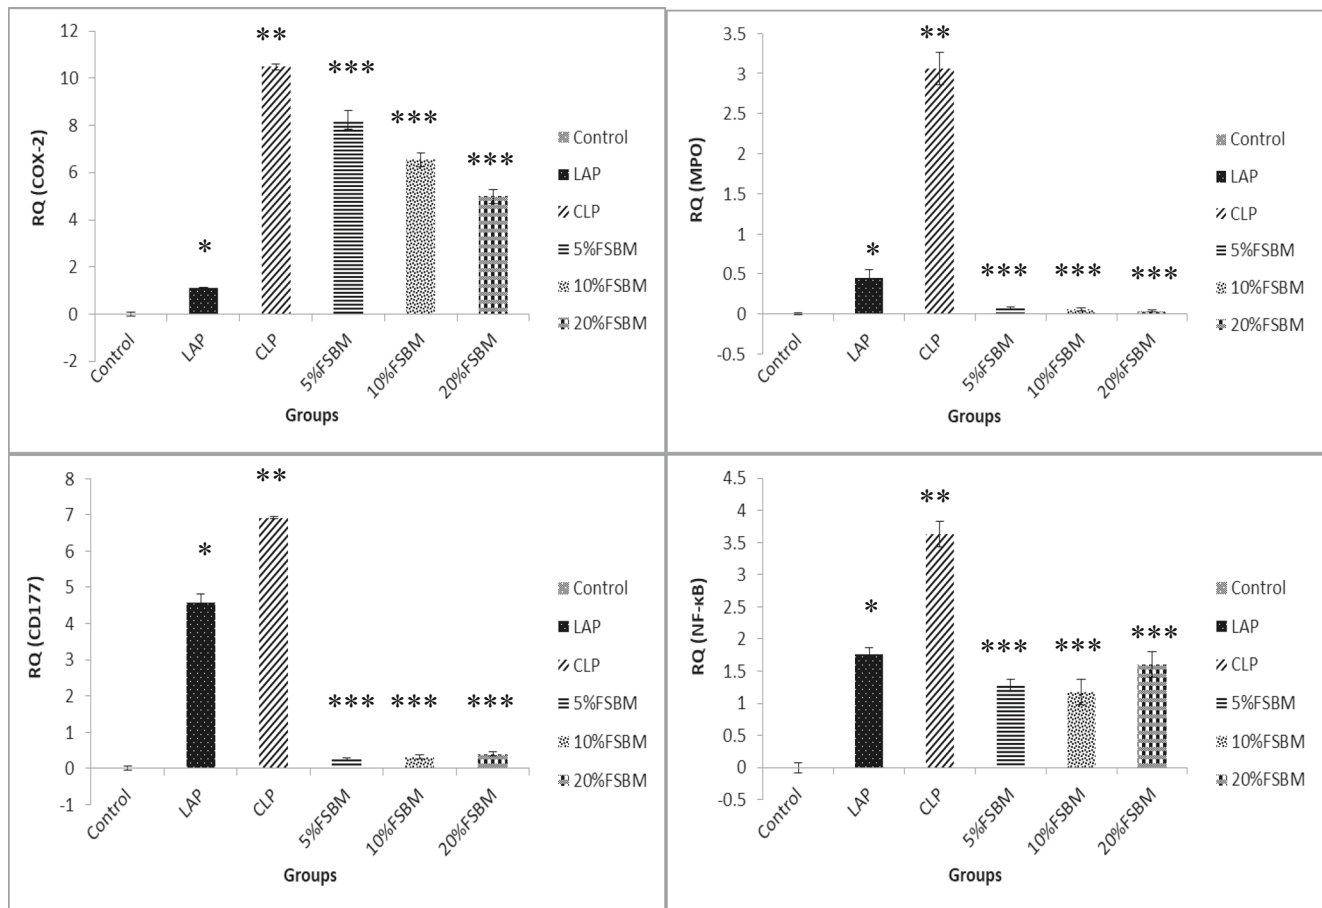 12
10
8
6
4
2
0
-2
RQ (COX-2)
*
**
***
***
***
Control
LAP
CLP
5%FSBM
10%FSBM
20%FSBM
Groups
Control
LAP
CLP
5%FSBM
10%FSBM
20%FSBM
3.5
3
2.5
2
1.5
1
0.5
0
-0.5
RQ (MPO)
*
**
***
***
***
Control
LAP
CLP
5%FSBM
10%FSBM
20%FSBM
Groups
Control
LAP
CLP
5%FSBM
10%FSBM
20%FSBM
8
7
6
5
4
3
2
1
0
-1
RQ (CD177)
*
**
***
***
***
Control
LAP
CLP
5%FSBM
10%FSBM
20%FSBM
Groups
Control
LAP
CLP
5%FSBM
10%FSBM
20%FSBM
4.5
4
3.5
3
2.5
2
1.5
1
0.5
0
-0.5
RQ (NF-κB)
*
**
***
***
***
Control
LAP
CLP
5%FSBM
10%FSBM
20%FSBM
Groups
Control
LAP
CLP
5%FSBM
10%FSBM
20%FSBM